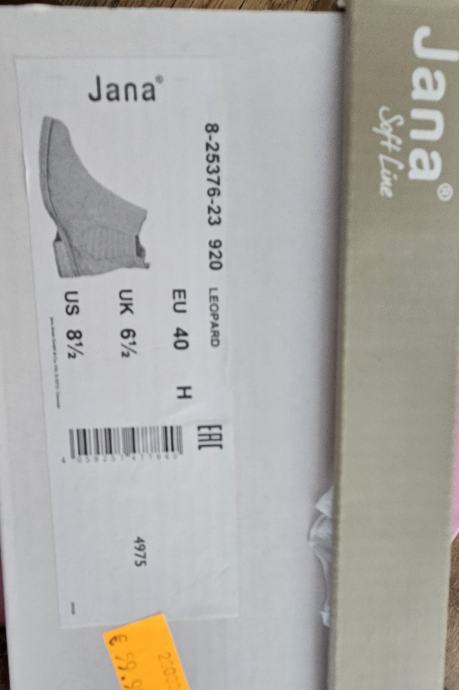 Jana®
Soft Line
Jana®
8-25376-23 920 LEOPARD
EU 40 H
UK 6½
US 8½
EAC
4975